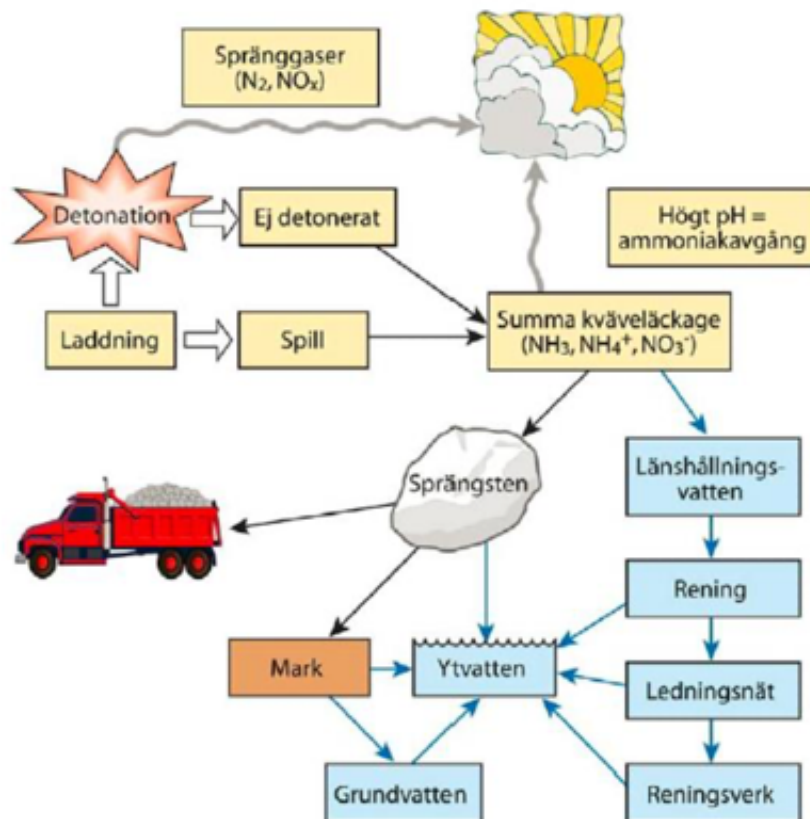 Spränggaser
(N₂, NOₓ)
Detonation
Ej detonerat
Högt pH =
ammoniakavgång
Laddning
Spill
Summa kväveläckage
(NH₃, NH₄⁺, NO₃⁻)
Sprängsten
Länshållnings-
vatten
Rening
Mark
Ytvatten
Ledningsnät
Grundvatten
Reningsverk